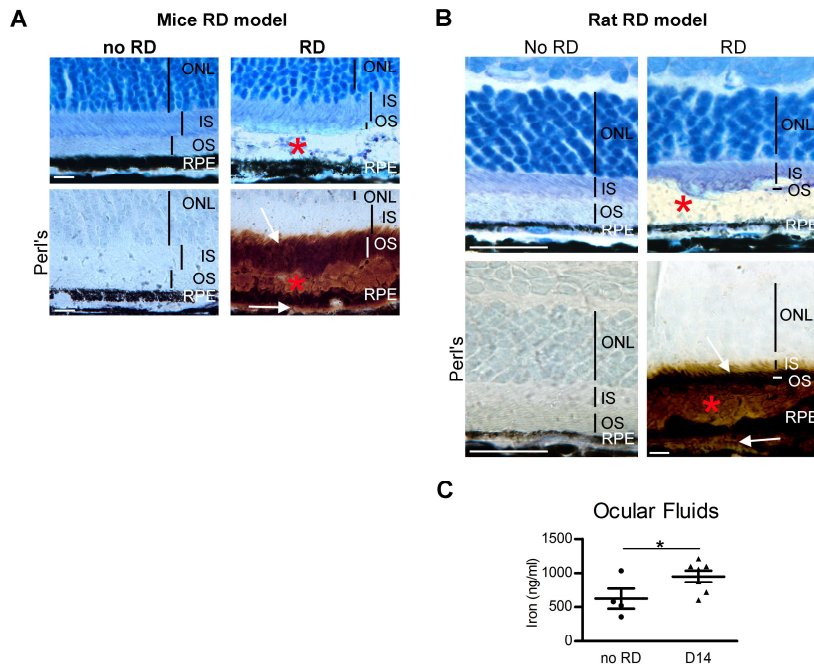 A
Mice RD model
no RD
RD
ONL
IS
OS
RPE
ONL
IS
OS
RPE
Perl's
ONL
IS
OS
RPE
ONL
IS
OS
RPE
B
Rat RD model
No RD
RD
ONL
IS
OS
RPE
ONL
IS
OS
RPE
Perl's
ONL
IS
OS
RPE
ONL
IS
OS
RPE
C
Ocular Fluids
*
Iron (ng/ml)
1500
1000
500
0
no RD
D14